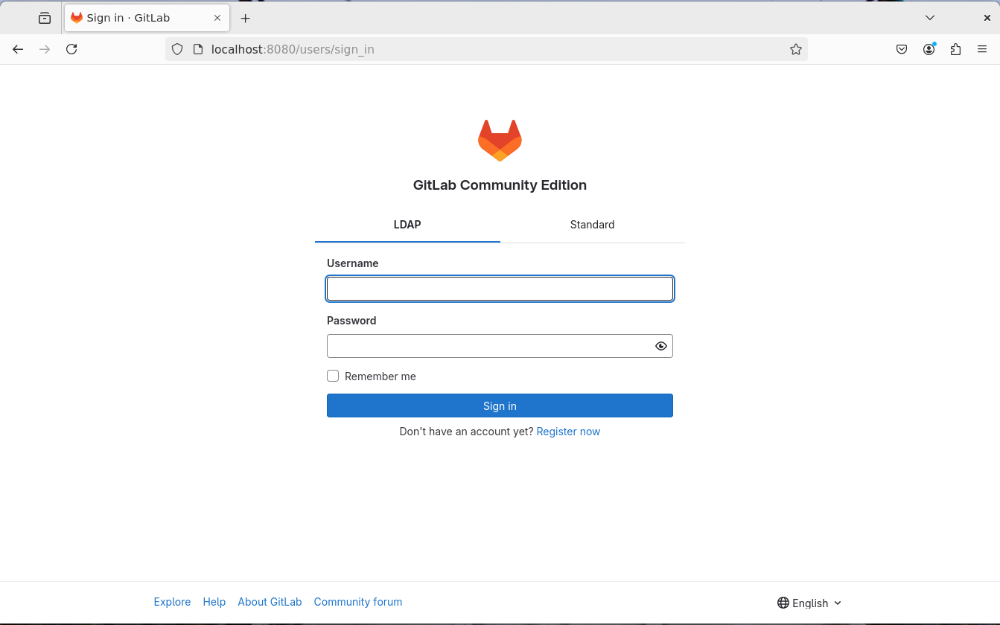 Sign in · GitLab
localhost:8080/users/sign_in
GitLab Community Edition
LDAP Standard
Username
Password
Remember me
Sign in
Don't have an account yet? Register now
Explore Help About GitLab Community forum English